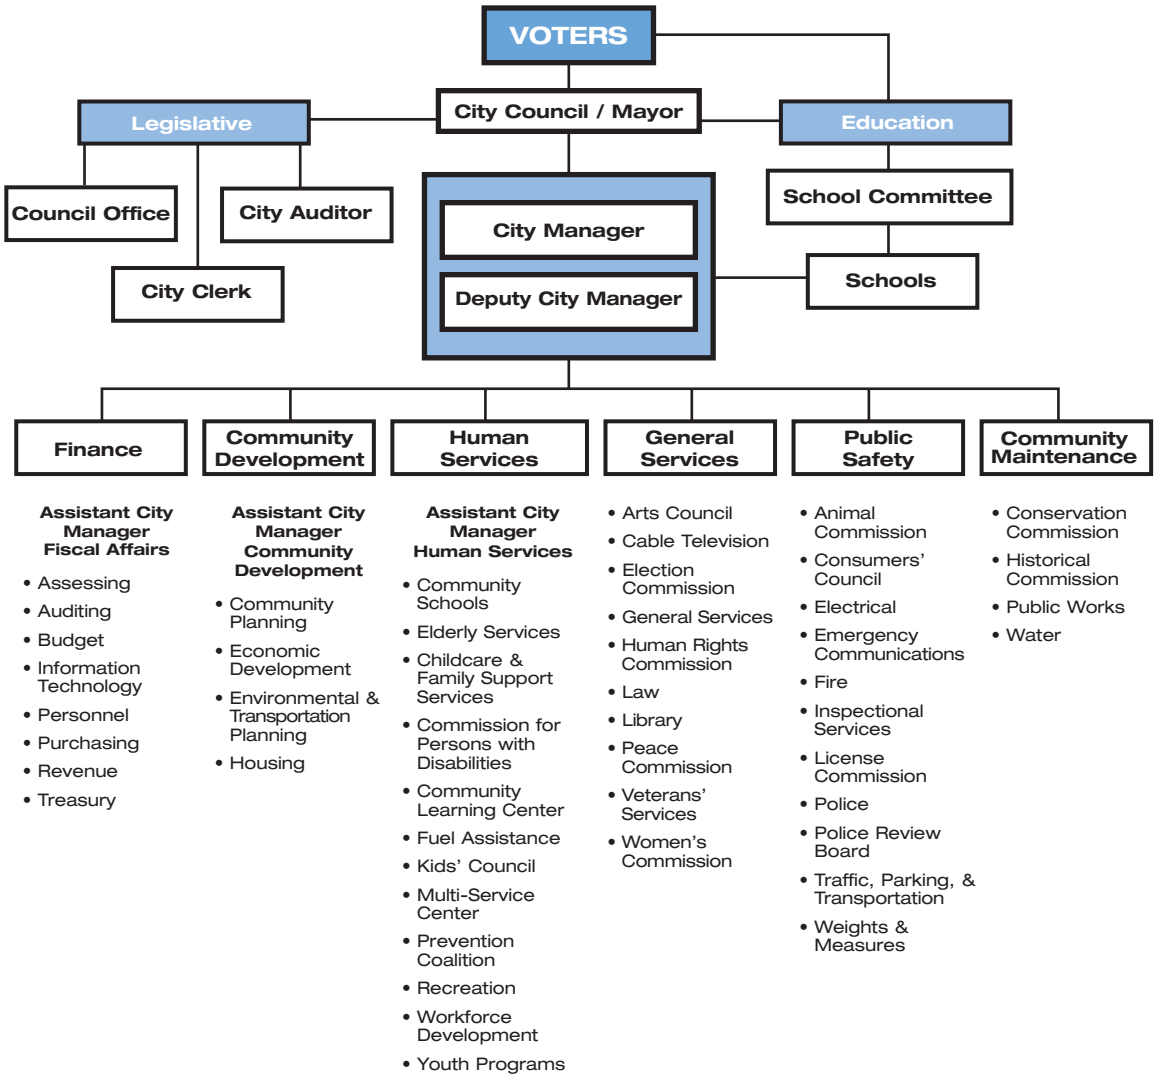 VOTERS
City Council / Mayor
Legislative
Education
Council Office
City Auditor
City Clerk
City Manager
Deputy City Manager
School Committee
Schools
Finance
Assistant City
Manager
Fiscal Affairs
• Assessing
• Auditing
• Budget
• Information
Technology
• Personnel
• Purchasing
• Revenue
• Treasury
Community
Development
Assistant City
Manager
Community
Development
• Community
Planning
• Economic
Development
• Environmental &
Transportation
Planning
• Housing
Human
Services
Assistant City
Manager
Human Services
• Community
Schools
• Elderly Services
• Childcare &
Family Support
Services
• Commission for
Persons with
Disabilities
• Community
Learning Center
• Fuel Assistance
• Kids’ Council
• Multi-Service
Center
• Prevention
Coalition
• Recreation
• Workforce
Development
• Youth Programs
General
Services
• Arts Council
• Cable Television
• Election
Commission
• General Services
• Human Rights
Commission
• Law
• Library
• Peace
Commission
• Veterans’
Services
• Women’s
Commission
Public
Safety
• Animal
Commission
• Consumers’
Council
• Electrical
• Emergency
Communications
• Fire
• Inspectional
Services
• License
Commission
• Police
• Police Review
Board
• Traffic, Parking, &
Transportation
• Weights &
Measures
Community
Maintenance
• Conservation
Commission
• Historical
Commission
• Public Works
• Water